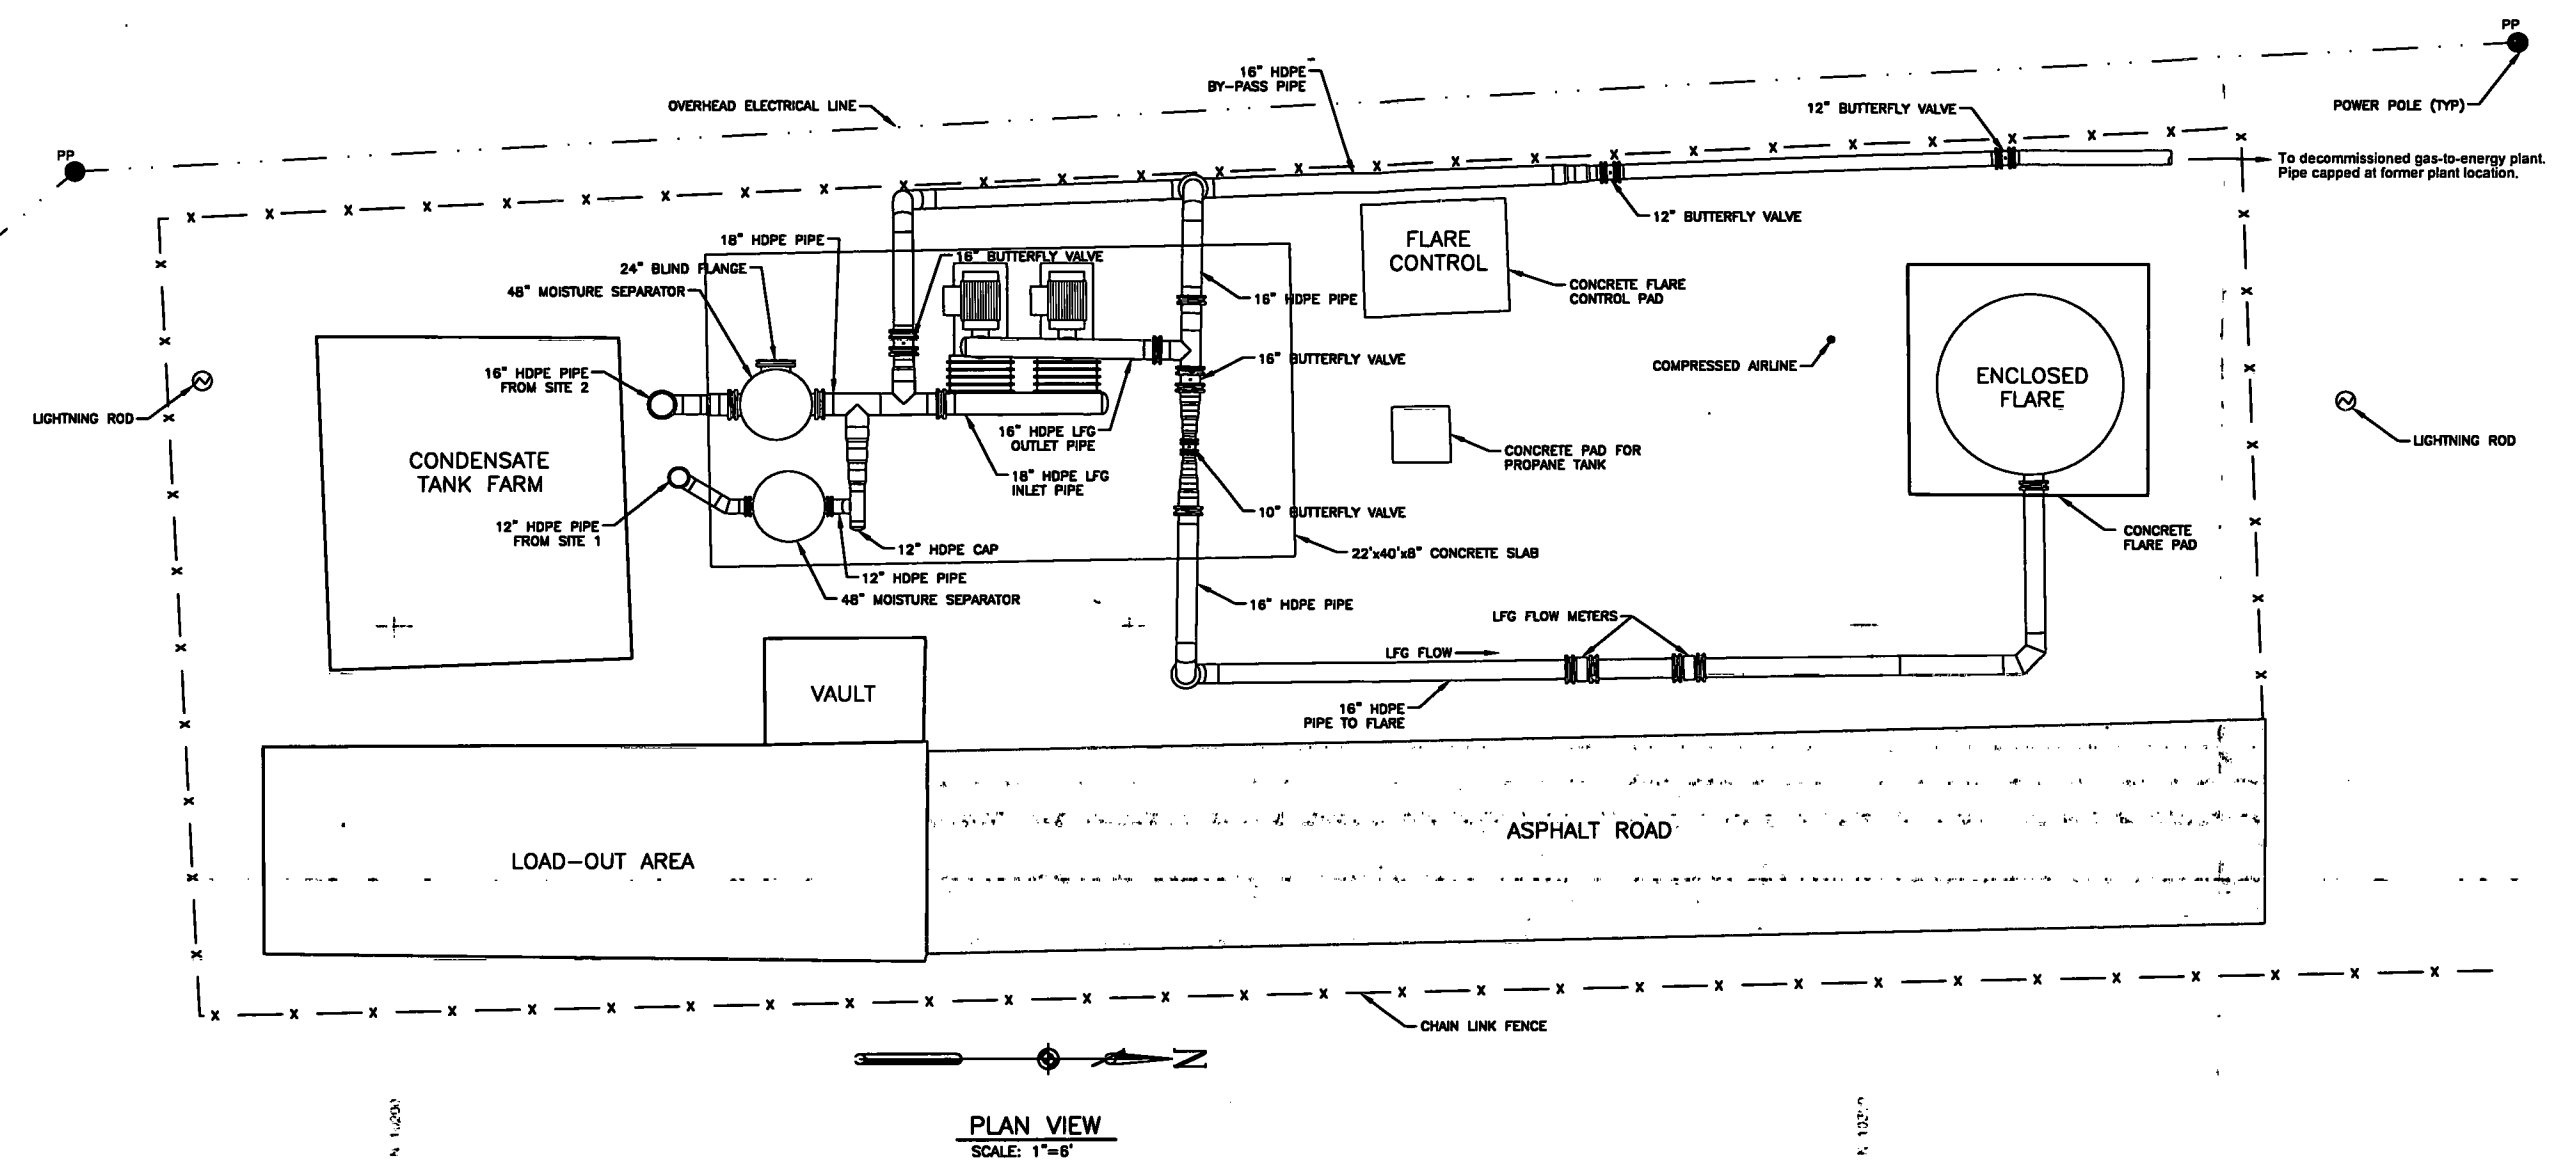 PP
16" HDPE
BY-PASS PIPE
OVERHEAD ELECTRICAL LINE
12" BUTTERFLY VALVE
POWER POLE (TYP)
PP
To decommissioned gas-to-energy plant.
Pipe capped at former plant location.
12" BUTTERFLY VALVE
18" HDPE PIPE
FLARE
CONTROL
24" BLIND FLANGE
16" BUTTERFLY VALVE
48" MOISTURE SEPARATOR
16" HDPE PIPE
CONCRETE FLARE
CONTROL PAD
16" HDPE PIPE
FROM SITE 2
16" BUTTERFLY VALVE
COMPRESSED AIRLINE
ENCLOSED
FLARE
LIGHTNING ROD
16" HDPE LFG
OUTLET PIPE
LIGHTNING ROD
CONDENSATE
TANK FARM
18" HDPE LFG
INLET PIPE
CONCRETE PAD FOR
PROPANE TANK
12" HDPE PIPE
FROM SITE 1
10" BUTTERFLY VALVE
CONCRETE
FLARE PAD
12" HDPE CAP
22'x40'x8" CONCRETE SLAB
12" HDPE PIPE
48" MOISTURE SEPARATOR
16" HDPE PIPE
LFG FLOW METERS
LFG FLOW
VAULT
16" HDPE
PIPE TO FLARE
ASPHALT ROAD
LOAD-OUT AREA
CHAIN LINK FENCE
N
PLAN VIEW
SCALE: 1"=6'